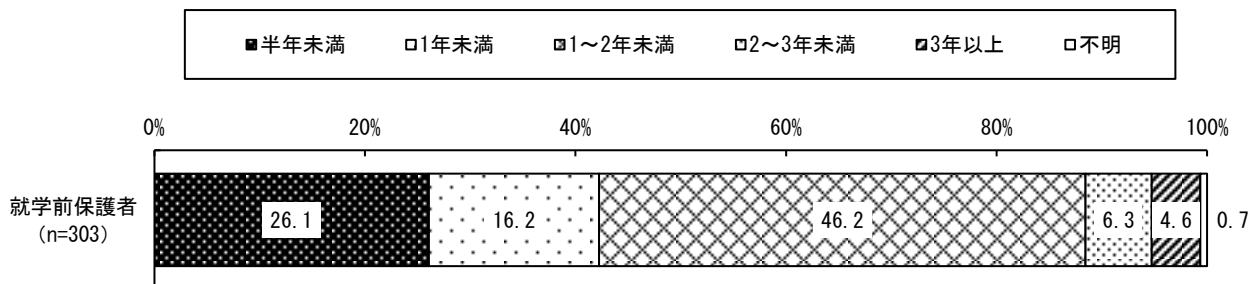 ■半年未満 □1年未満 ▧1～2年未満 □2～3年未満 ▨3年以上 □不明
0% 20% 40% 60% 80% 100%
就学前保護者
（n=303）
26.1 16.2 46.2 6.3 4.6 0.7